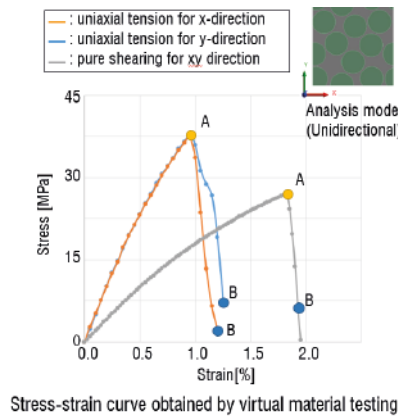 : uniaxial tension for x-direction
: uniaxial tension for y-direction
: pure shearing for xy direction
Y
X
Analysis mode
(Unidirectional)
45
30
15
0
Stress [MPa]
A
A
B
B
B
0.0 0.5 1.0 1.5 2.0
Strain[%]
Stress-strain curve obtained by virtual material testing